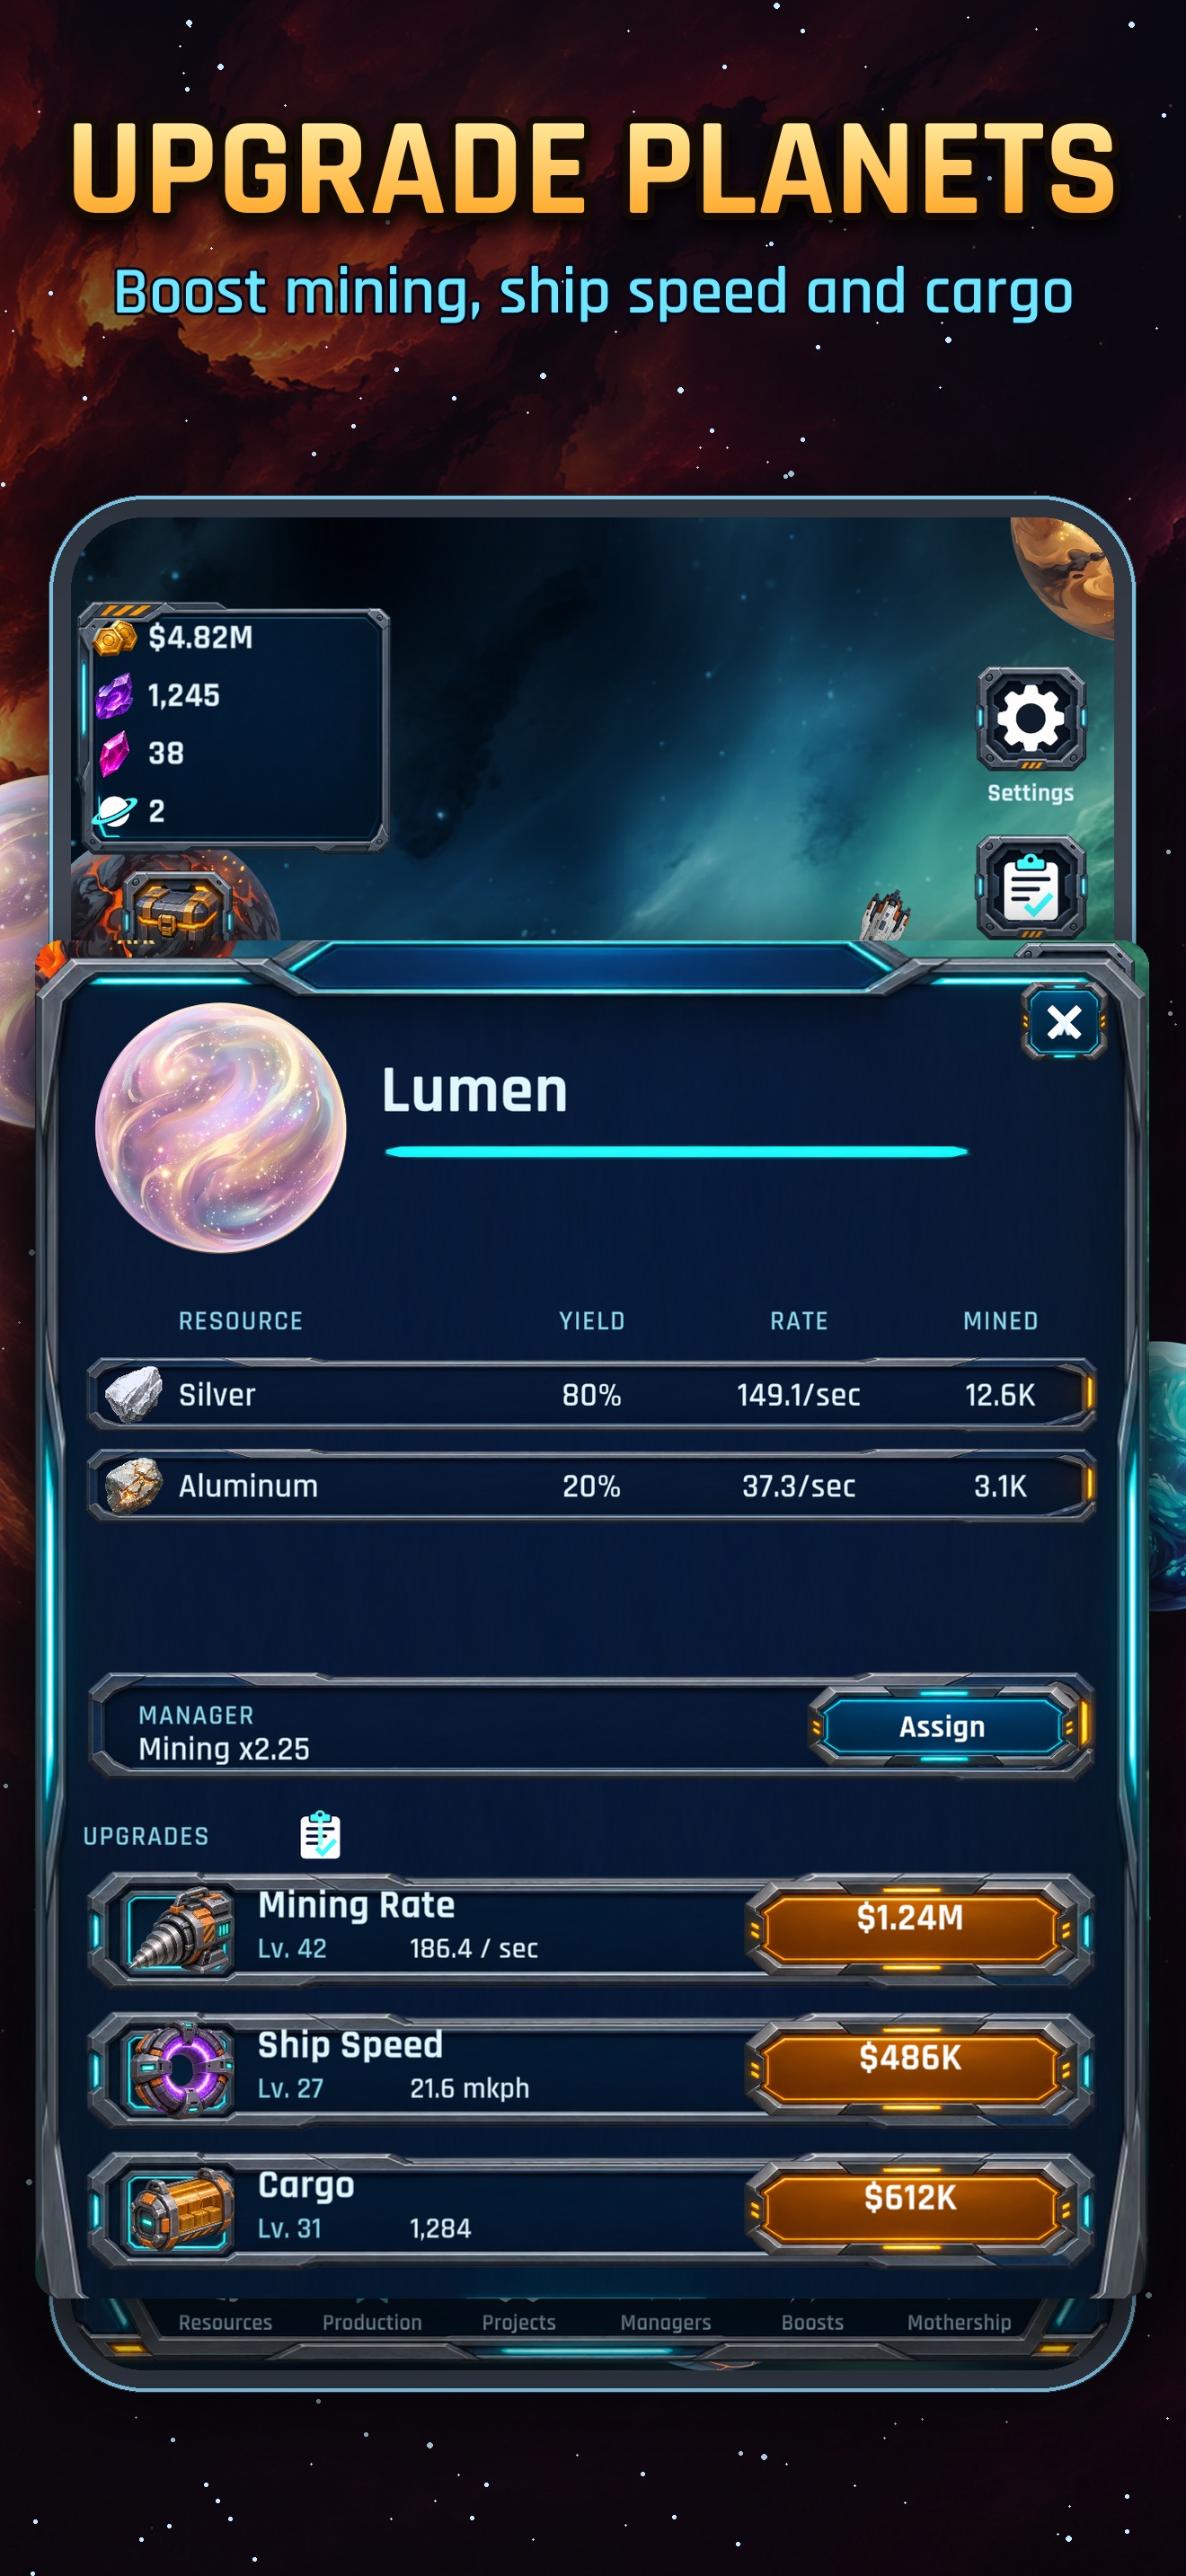 UPGRADE PLANETS
Boost mining, ship speed and cargo
$4.82M
1,245
38
2
Settings
Lumen
RESOURCE YIELD RATE MINED
Silver 80% 149.1/sec 12.6K
Aluminum 20% 37.3/sec 3.1K
MANAGER
Mining x2.25
Assign
UPGRADES
Mining Rate
Lv. 42 186.4 / sec
$1.24M
Ship Speed
Lv. 27 21.6 mkph
$486K
Cargo
Lv. 31 1,284
$612K
Resources Production Projects Managers Boosts Mothership